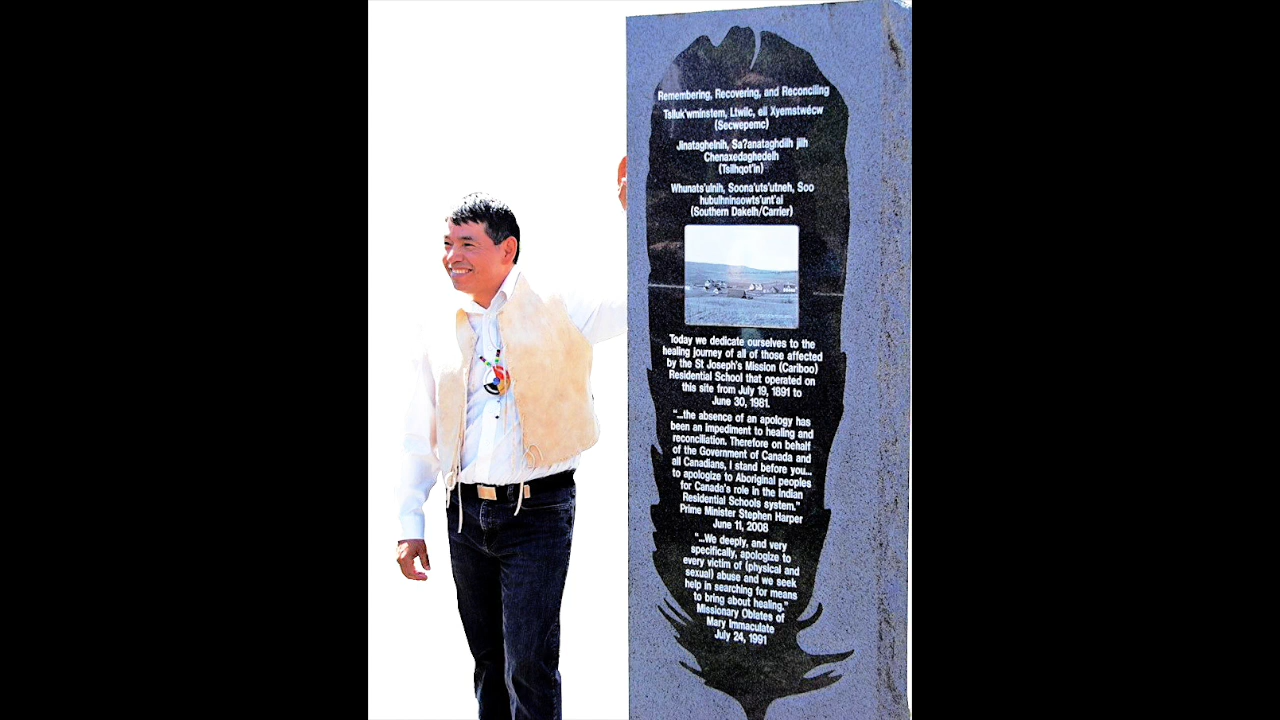 Remembering, Recovering, and Reconciling
Tsiluk'wminstem, Ltwilc, ell Xyemstwécw
(Secwepemc)
Jinataghelnih, Sa?anataghdilh jilh
Chenaxedaghedelh
(Tsilhqot'in)
Whunats'ulnih, Soona'uts'utneh, Soo
hubulhninaowts'unt'ai
(Southern Dakelh/Carrier)
Today we dedicate ourselves to the
healing journey of all of those affected
by the St Joseph's Mission (Cariboo)
Residential School that operated on
this site from July 19, 1891 to
June 30, 1981.
"...the absence of an apology has
been an impediment to healing and
reconciliation. Therefore on behalf
of the Government of Canada and
all Canadians, I stand before you...
to apologize to Aboriginal peoples
for Canada's role in the Indian
Residential Schools system."
Prime Minister Stephen Harper
June 11, 2008
"...We deeply, and very
specifically, apologize to
every victim of (physical and
sexual) abuse and we seek
help in searching for means
to bring about healing."
Missionary Oblates of
Mary Immaculate
July 24, 1991